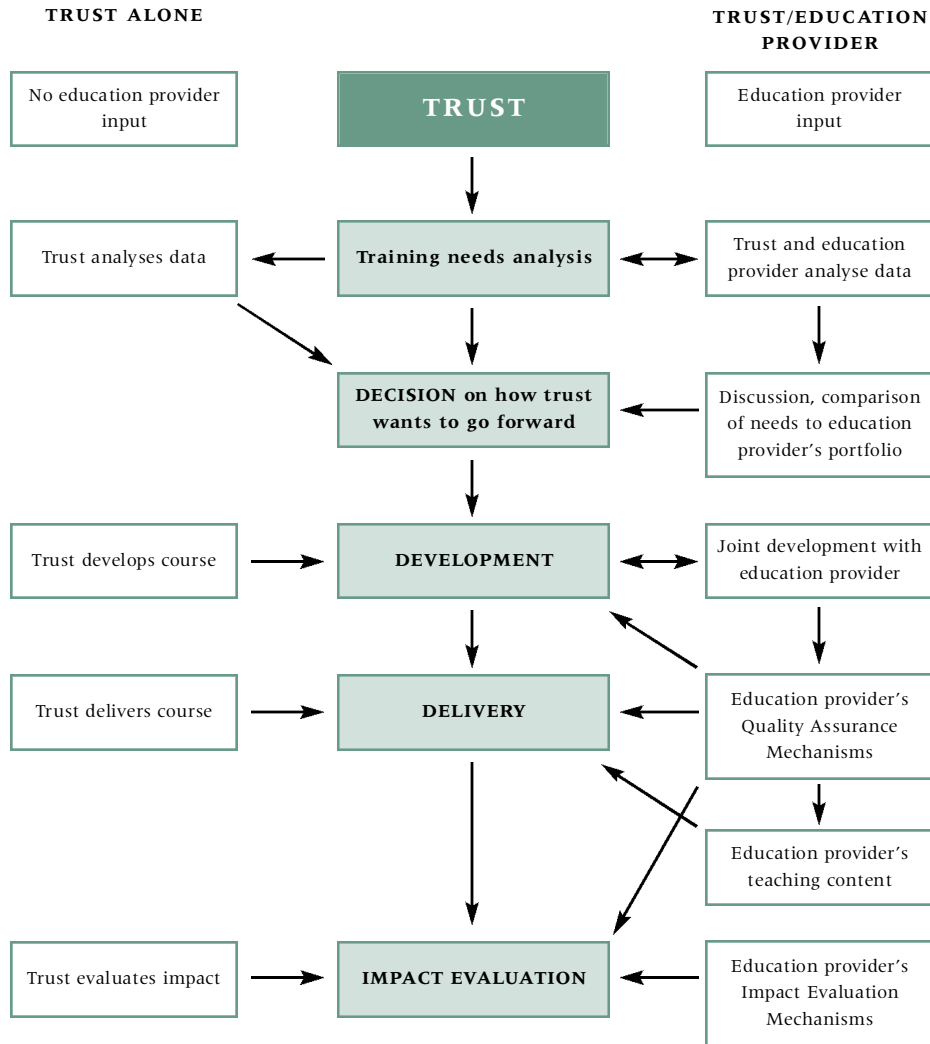 TRUST ALONE
TRUST/EDUCATION
PROVIDER
No education provider
input
TRUST
Education provider
input
Trust analyses data
Training needs analysis
Trust and education
provider analyse data
DECISION on how trust
wants to go forward
Discussion, comparison
of needs to education
provider’s portfolio
Trust develops course
DEVELOPMENT
Joint development with
education provider
Trust delivers course
DELIVERY
Education provider’s
Quality Assurance
Mechanisms
Education provider’s
teaching content
Trust evaluates impact
IMPACT EVALUATION
Education provider’s
Impact Evaluation
Mechanisms